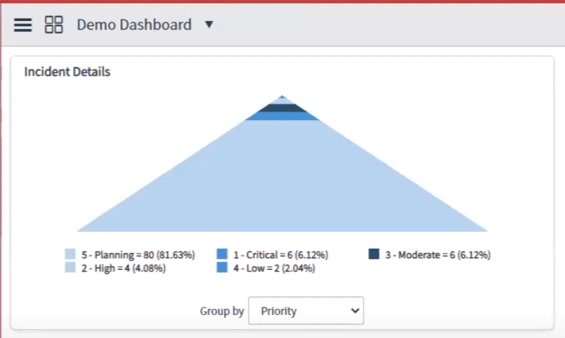 Demo Dashboard
Incident Details
5 - Planning = 80 (81.63%) 1 - Critical = 6 (6.12%) 3 - Moderate = 6 (6.12%)
2 - High = 4 (4.08%) 4 - Low = 2 (2.04%)
Group by Priority